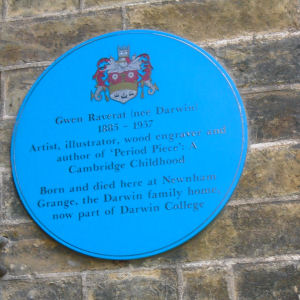 Gwen Raverat (née Darwin)
1885 - 1957
Artist, illustrator, wood engraver and
author of 'Period Piece': A
Cambridge Childhood
Born and died here at Newnham
Grange, the Darwin family home,
now part of Darwin College